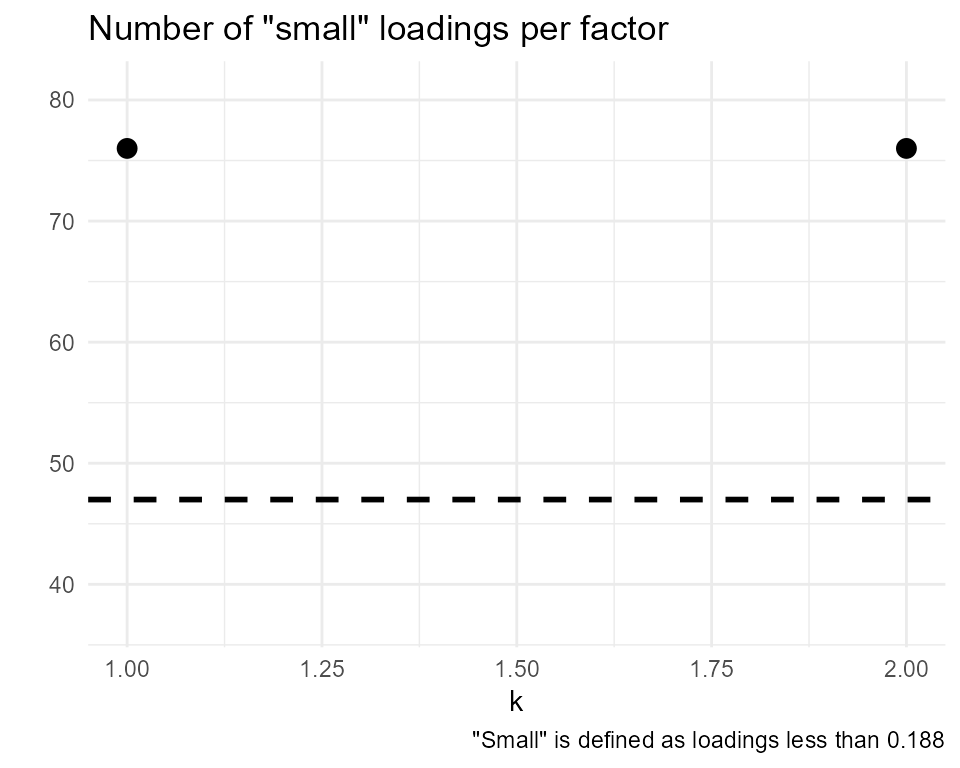 Number of "small" loadings per factor
80
70
60
50
40
1.00 1.25 1.50 1.75 2.00
k
"Small" is defined as loadings less than 0.188